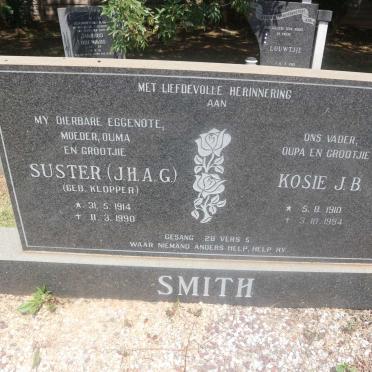 LOUWTJIE
MET LIEFDEVOLLE HERINNERING
AAN
MY DIERBARE EGGENOTE,
MOEDER, OUMA
EN GROOTJIE
SUSTER (J.H.A.G.)
(GEB. KLOPPER)
* 31. 5. 1914
+ 11. 3. 1990
ONS VADER,
OUPA EN GROOTJIE
KOSIE J.B.
* 5. 8. 1910
+ 3. 10. 1994
GESANG 28 VERS 5
WAAR NIEMAND ANDERS HELP, HELP HY.
SMITH